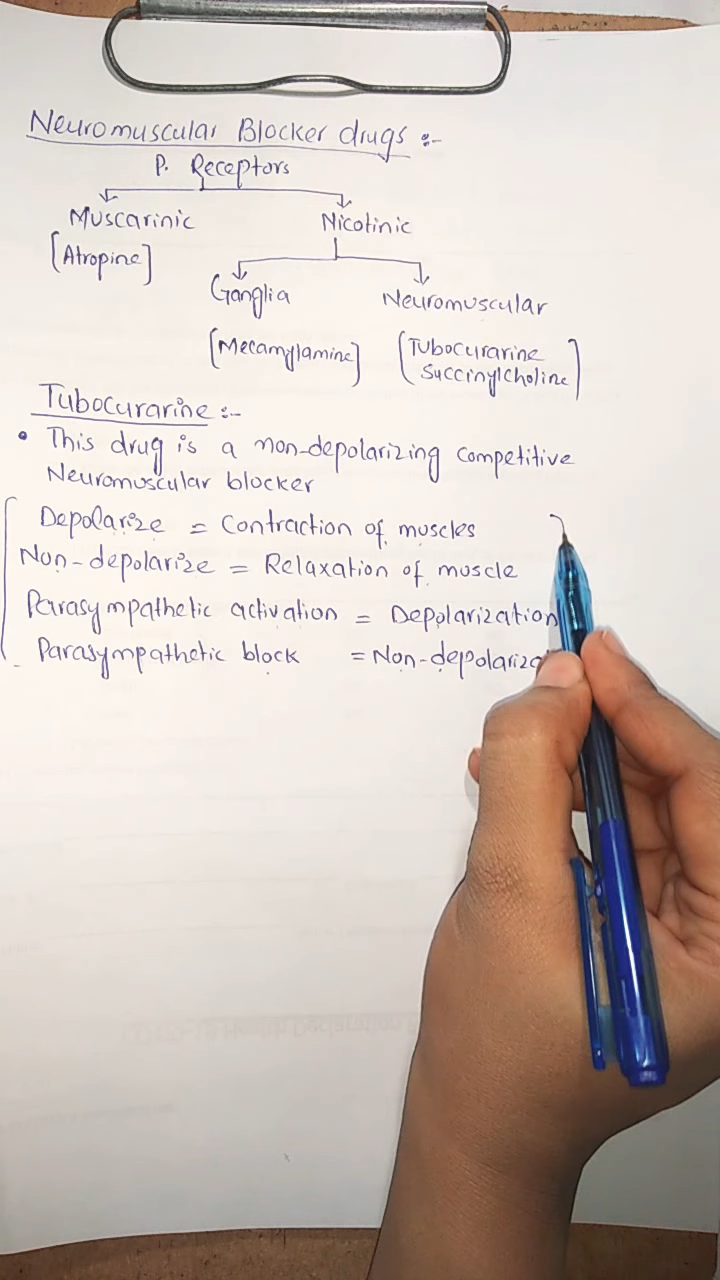 Neuromuscular Blocker drugs :-
P. Receptors
Muscarinic Nicotinic
[Atropine]
Ganglia Neuromuscular
[Mecamylamine] [Tubocurarine
Succinylcholine]
Tubocurarine :-
• This drug is a non-depolarizing competitive
Neuromuscular blocker
Depolarize = Contraction of muscles
Non-depolarize = Relaxation of muscle
Parasympathetic activation = Depolarization
Parasympathetic block = Non-depolariza